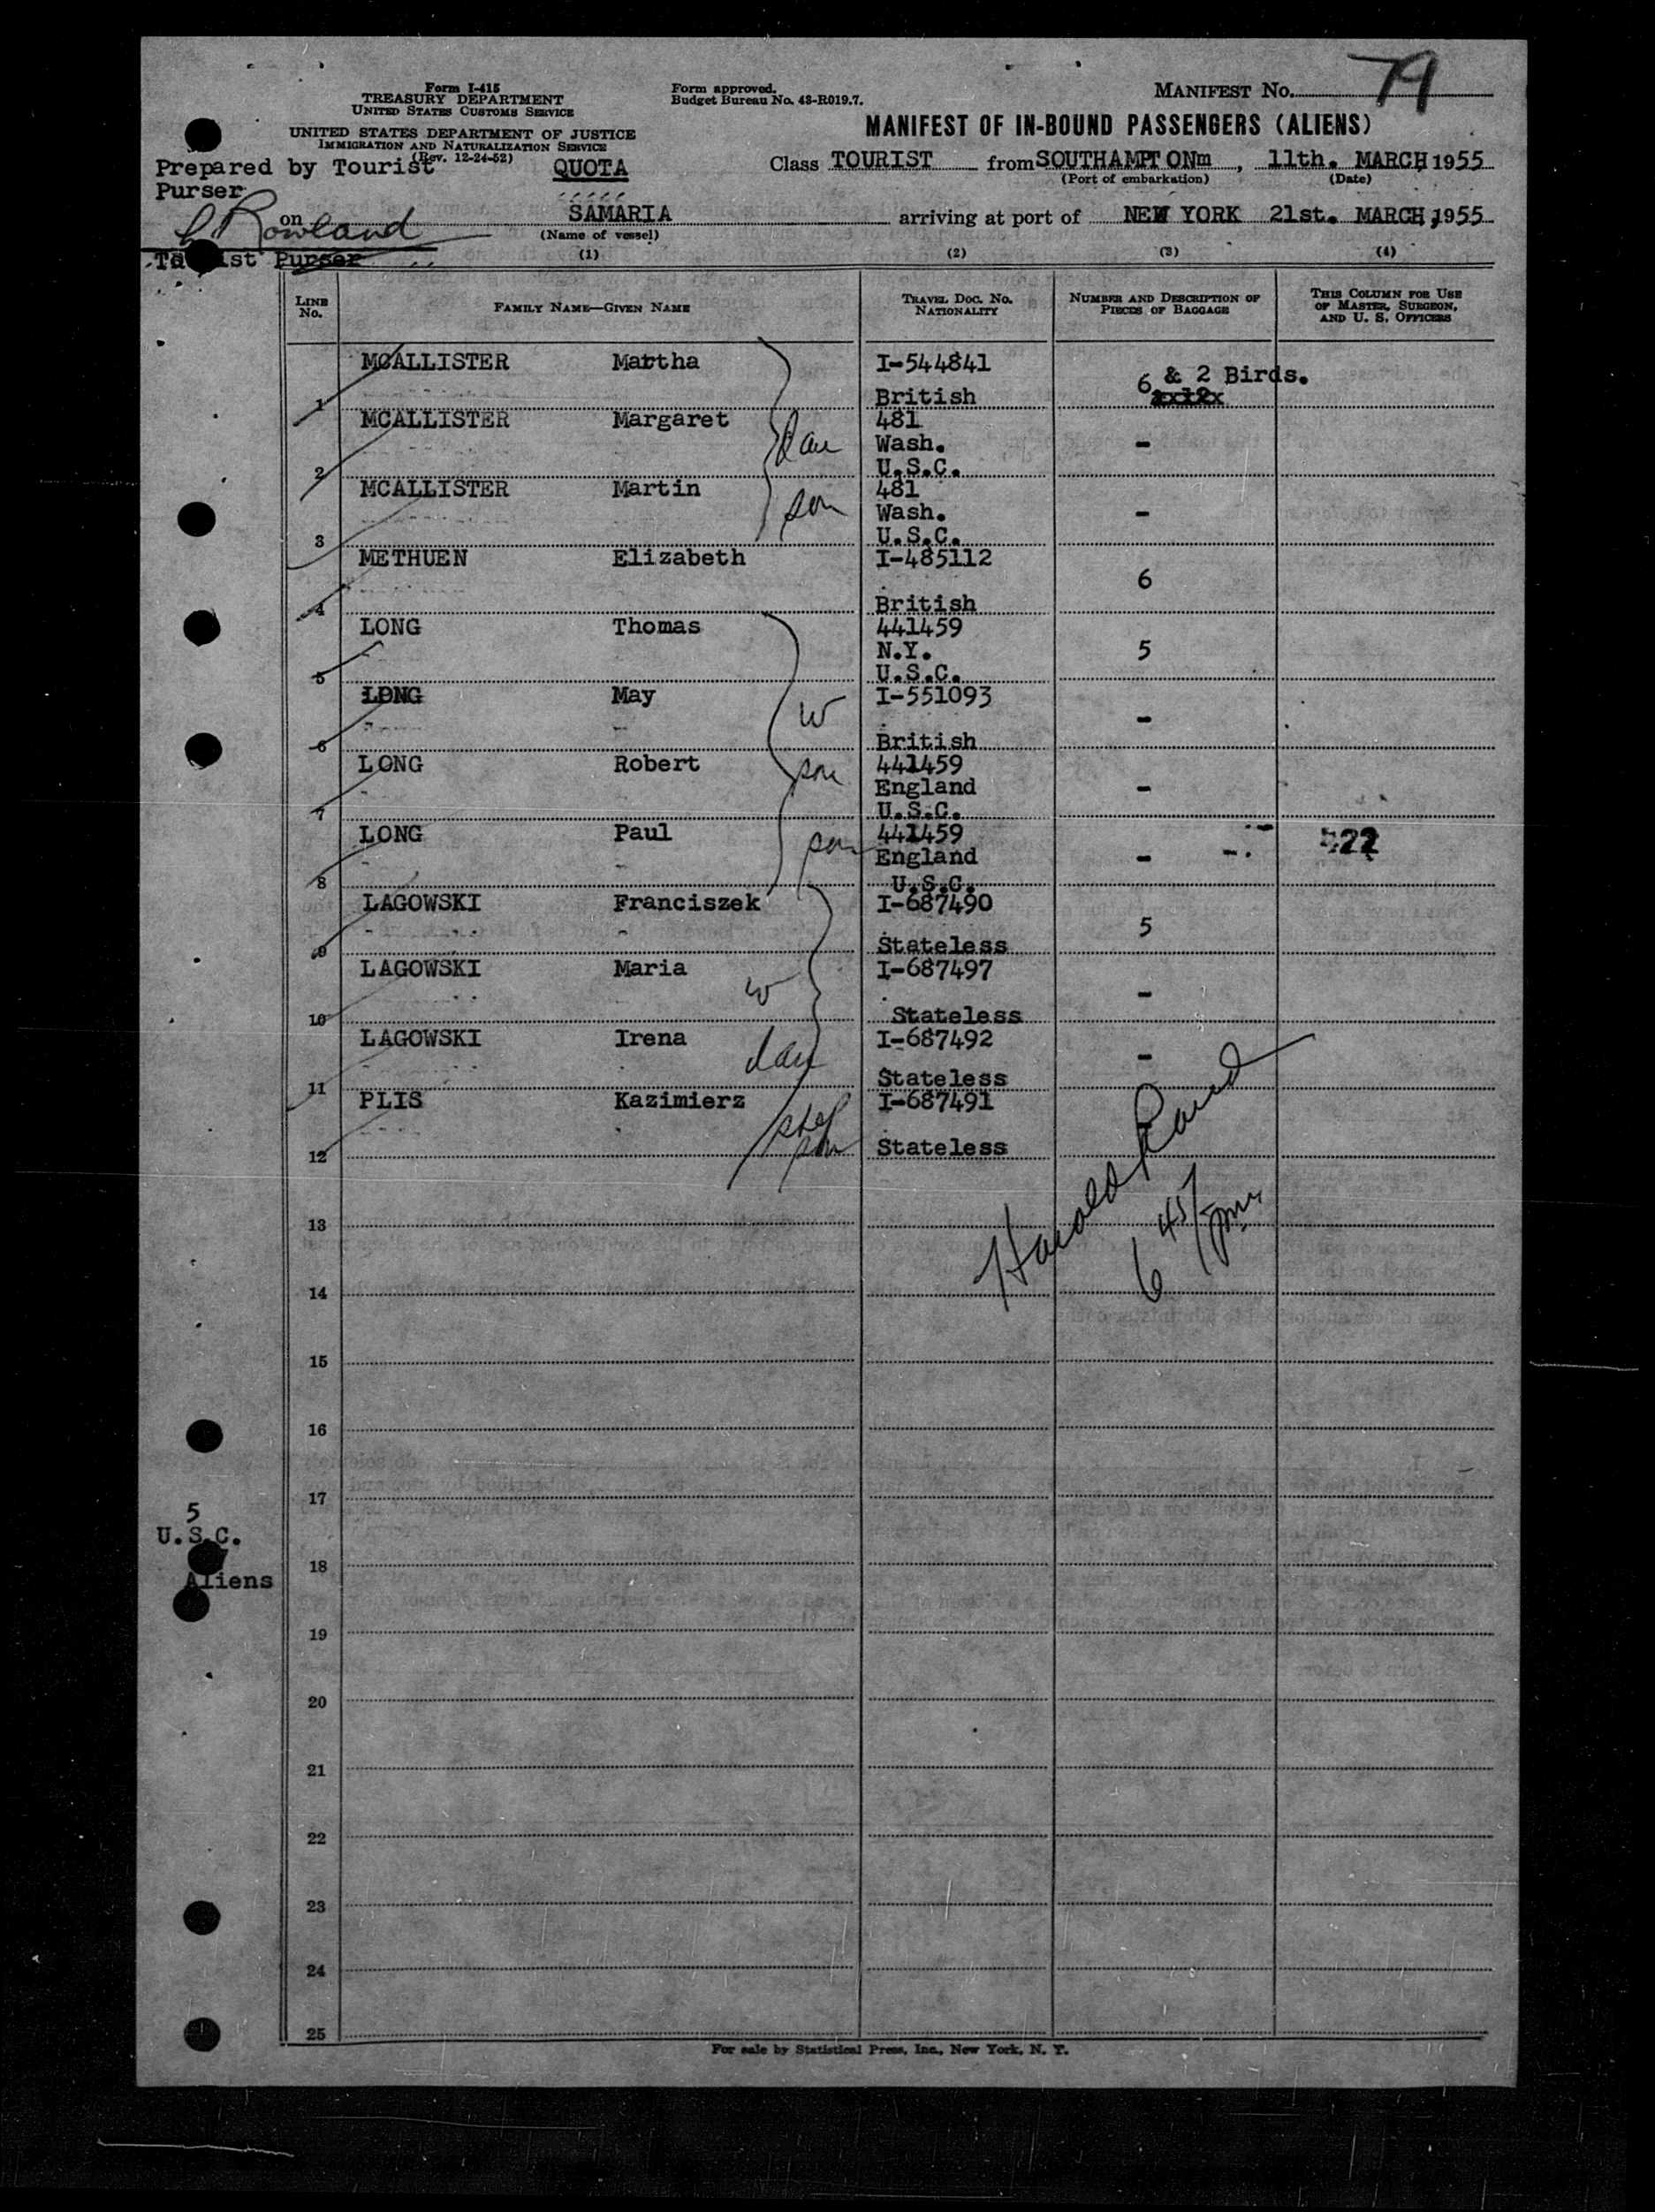 Form I-415
TREASURY DEPARTMENT
UNITED STATES CUSTOMS SERVICE
UNITED STATES DEPARTMENT OF JUSTICE
IMMIGRATION AND NATURALIZATION SERVICE
(Rev. 12-24-52)
Form approved.
Budget Bureau No. 43-R019.7.
MANIFEST No. 79
MANIFEST OF IN-BOUND PASSENGERS (ALIENS)
Prepared by Tourist
Purser
QUOTA
Class TOURIST from SOUTHAMPTONm, 11th. MARCH, 1955
(Port of embarkation) (Date)
Rowland
on SAMARIA arriving at port of NEW YORK 21st. MARCH, 1955
(Name of vessel)
Tourist Purser
(1) (2) (3) (4)
LINE No. FAMILY NAME—GIVEN NAME TRAVEL DOC. NO. NATIONALITY NUMBER AND DESCRIPTION OF PIECES OF BAGGAGE THIS COLUMN FOR USE OF MASTER, SURGEON, AND U. S. OFFICERS
1 MCALLISTER Martha I-544841 British 6 & 2 Birds.
2 MCALLISTER Margaret dau 481 Wash. U.S.C. -
3 MCALLISTER Martin son 481 Wash. U.S.C. -
4 METHUEN Elizabeth I-485112 British 6
5 LONG Thomas 441459 N.Y. U.S.C. 5
6 LONG May W I-551093 British -
7 LONG Robert son 441459 England U.S.C. -
8 LONG Paul son 441459 England U.S.C. - 
9 LAGOWSKI Franciszek I-687490 Stateless 5
10 LAGOWSKI Maria w I-687497 Stateless -
11 LAGOWSKI Irena dau I-687492 Stateless -
12 PLIS Kazimierz step son I-687491 Stateless
Harold
6 45/pm
13
14
15
16
17
5
U.S.C.
18
Aliens
19
20
21
22
23
24
25
For sale by Statistical Press, Inc., New York, N. Y.